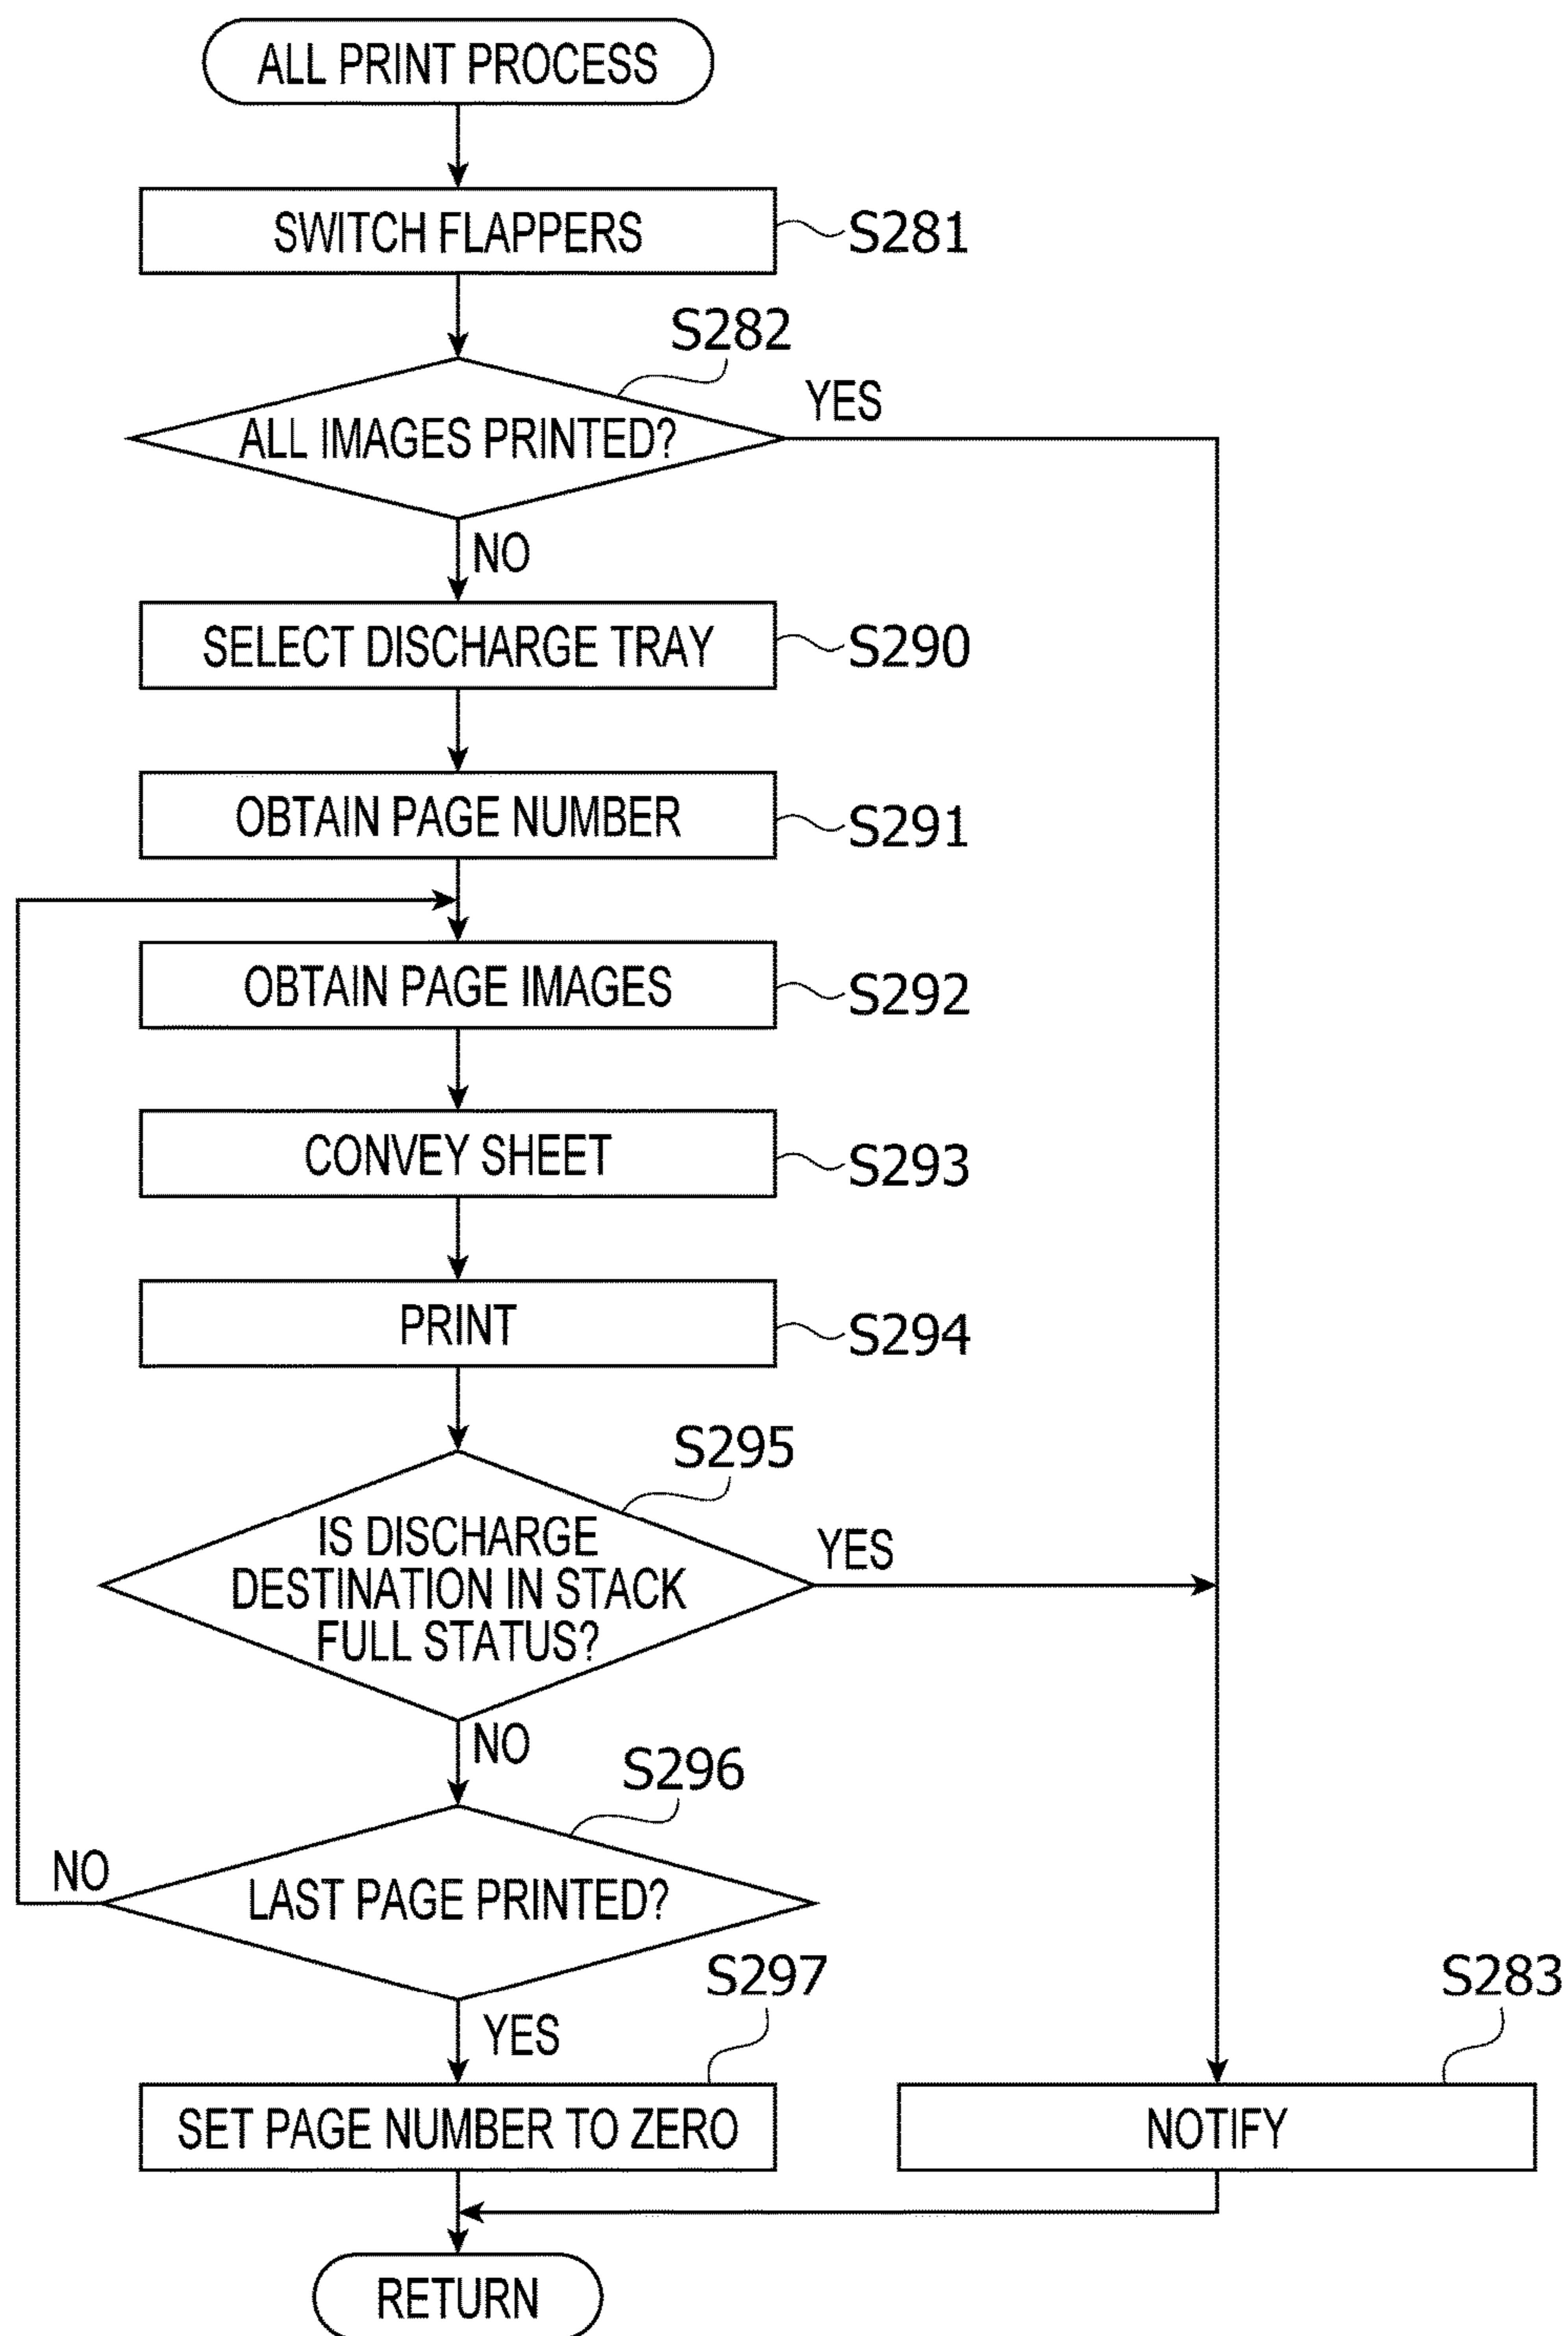 ALL PRINT PROCESS
SWITCH FLAPPERS
S281
S282
ALL IMAGES PRINTED?
YES
NO
SELECT DISCHARGE TRAY
S290
OBTAIN PAGE NUMBER
S291
OBTAIN PAGE IMAGES
S292
CONVEY SHEET
S293
PRINT
S294
S295
IS DISCHARGE
DESTINATION IN STACK
FULL STATUS?
YES
NO
S296
LAST PAGE PRINTED?
NO
YES
S297
SET PAGE NUMBER TO ZERO
S283
NOTIFY
RETURN